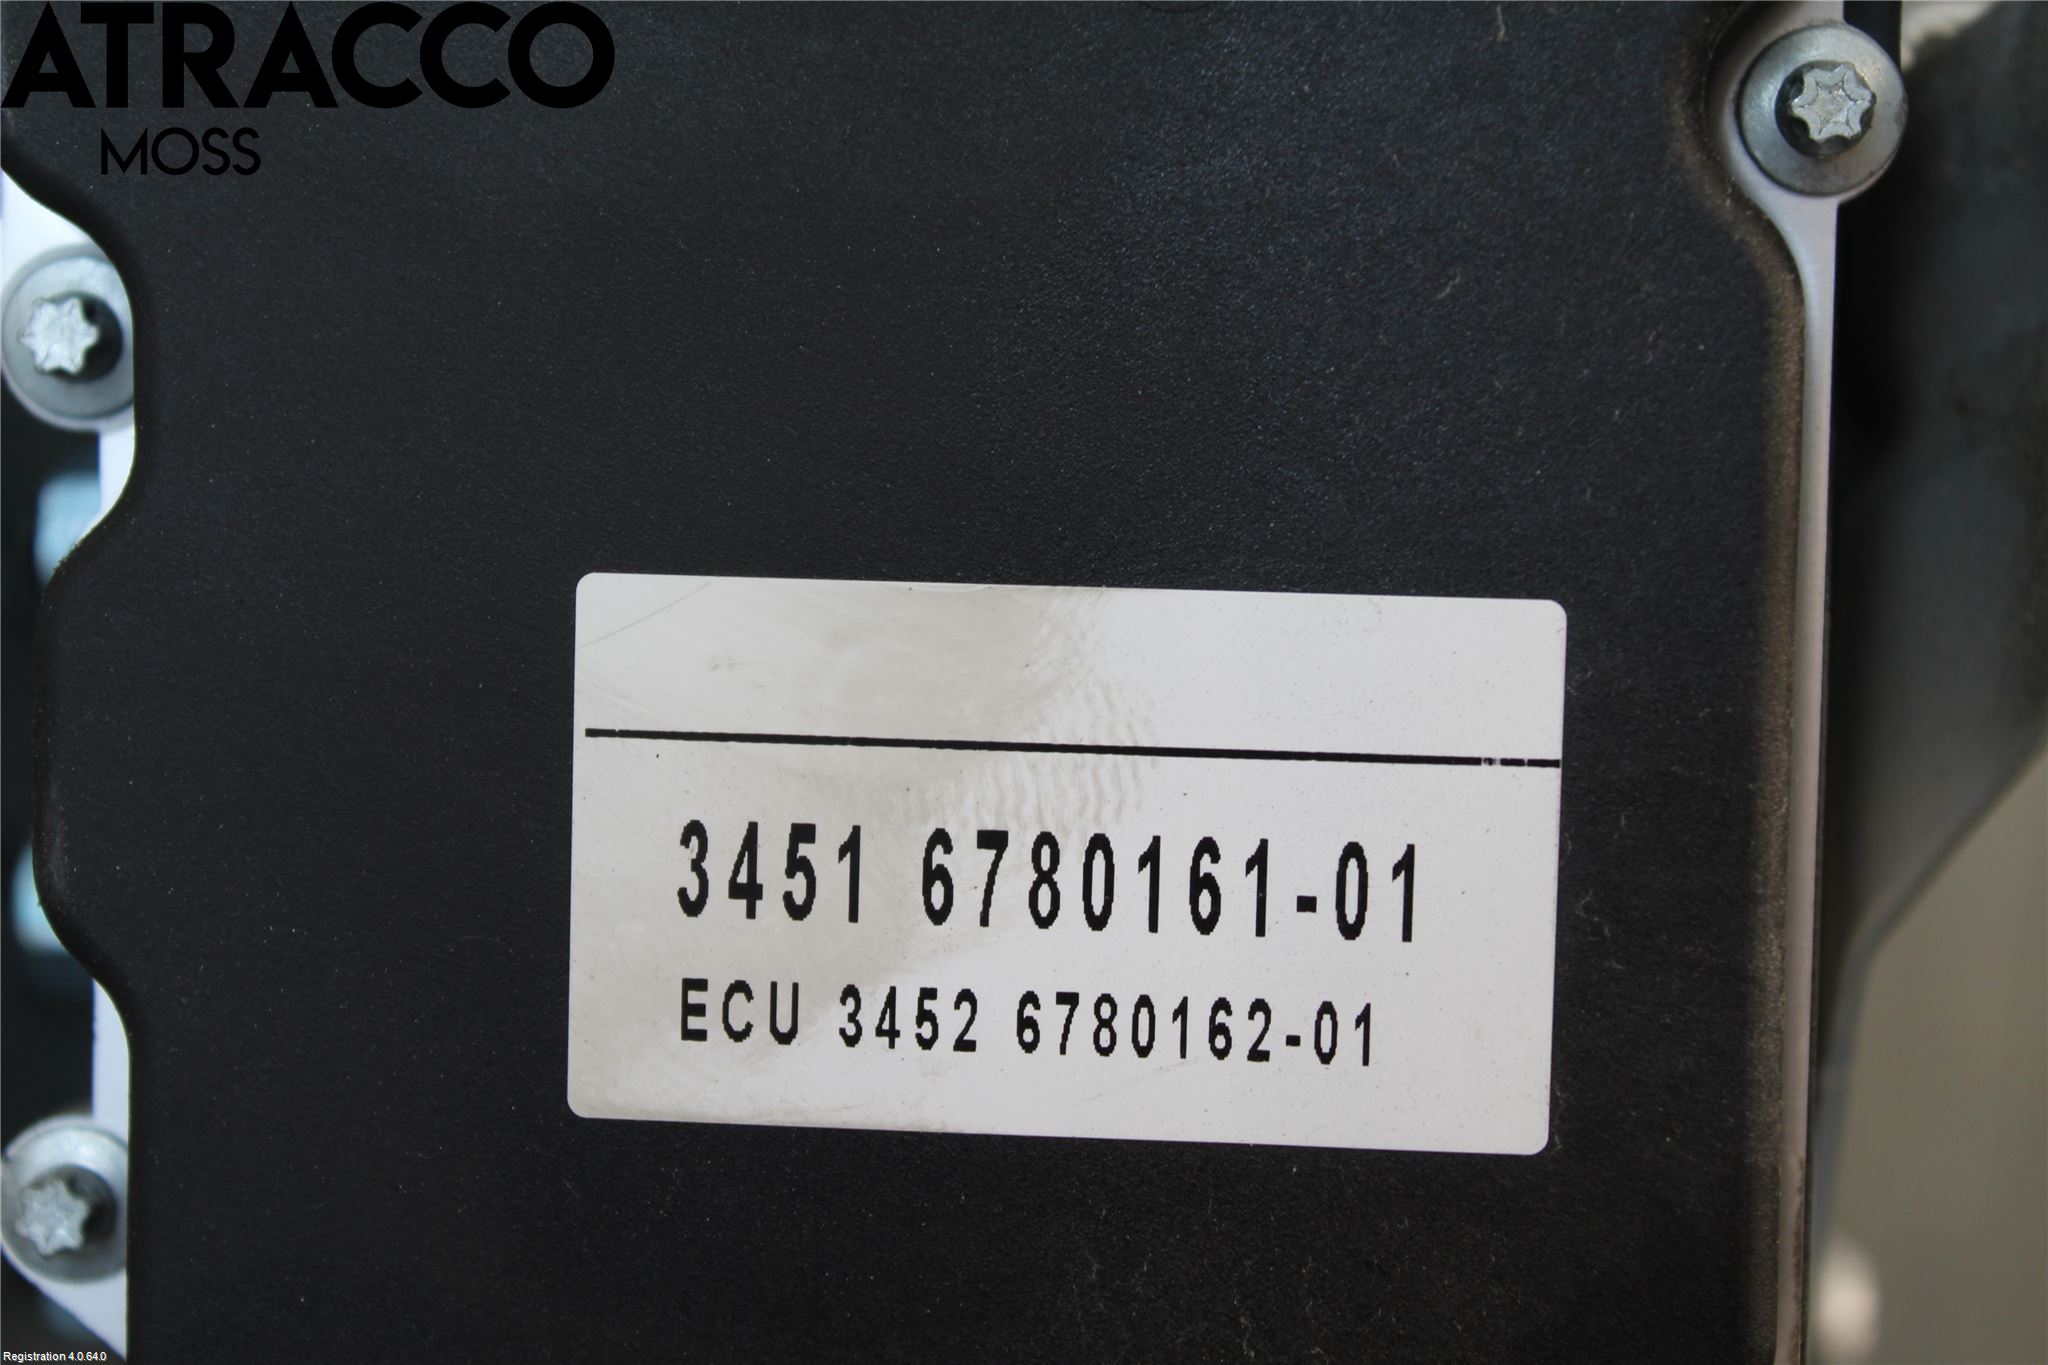 ATRACCO
MOSS
3451 6780161-01
ECU 3452 6780162-01
Registration 4.0.64.0